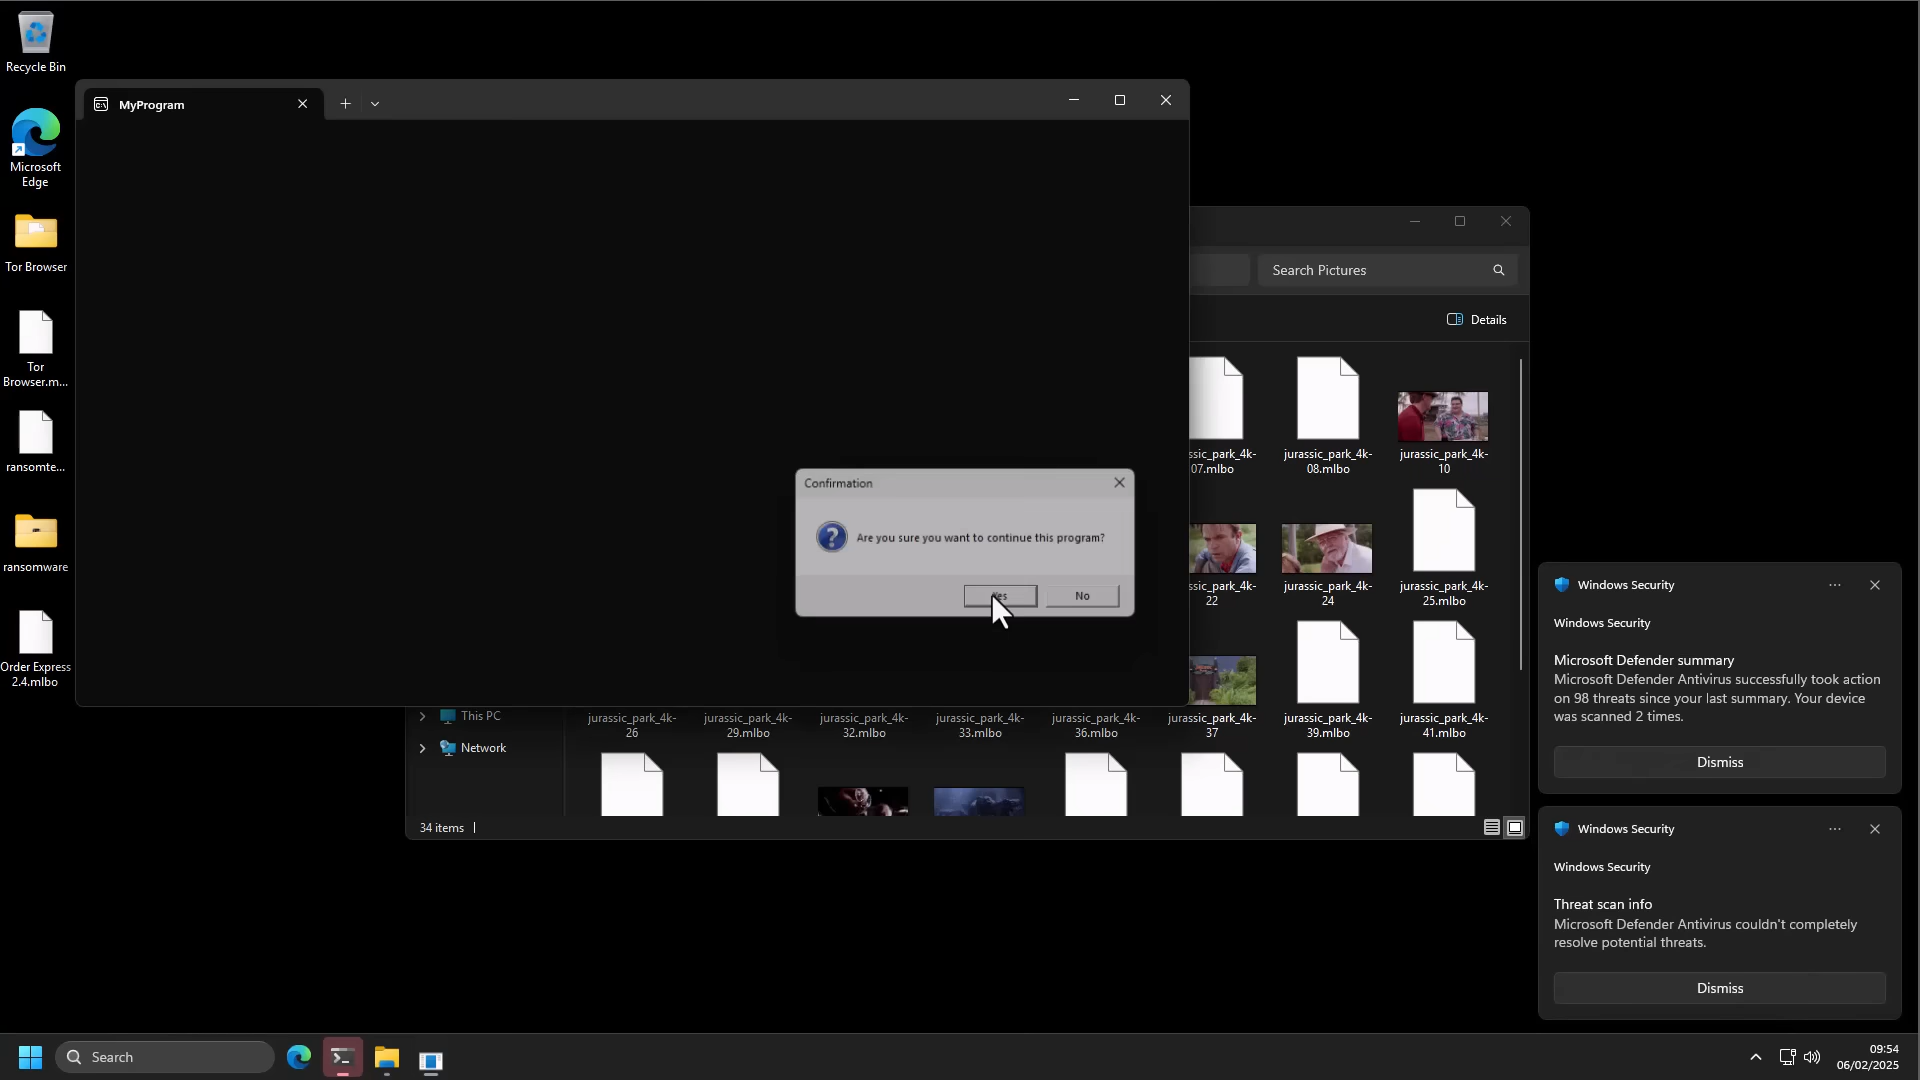 Recycle Bin
Microsoft
Edge
Tor Browser
Tor
Browser.m...
ransomte...
ransomware
Order Express
2.4.mlbo
MyProgram
Search Pictures
Details
ssic_park_4k-
07.mlbo
jurassic_park_4k-
08.mlbo
jurassic_park_4k-
10
Confirmation
Are you sure you want to continue this program?
No
jurassic_park_4k-
22
jurassic_park_4k-
24
jurassic_park_4k-
25.mlbo
This PC
Network
jurassic_park_4k-
26
jurassic_park_4k-
29.mlbo
jurassic_park_4k-
32.mlbo
jurassic_park_4k-
33.mlbo
jurassic_park_4k-
36.mlbo
jurassic_park_4k-
37
jurassic_park_4k-
39.mlbo
jurassic_park_4k-
41.mlbo
34 items
Windows Security
Windows Security
Microsoft Defender summary
Microsoft Defender Antivirus successfully took action
on 98 threats since your last summary. Your device
was scanned 2 times.
Dismiss
Windows Security
Windows Security
Threat scan info
Microsoft Defender Antivirus couldn't completely
resolve potential threats.
Dismiss
Search
09:54
06/02/2025